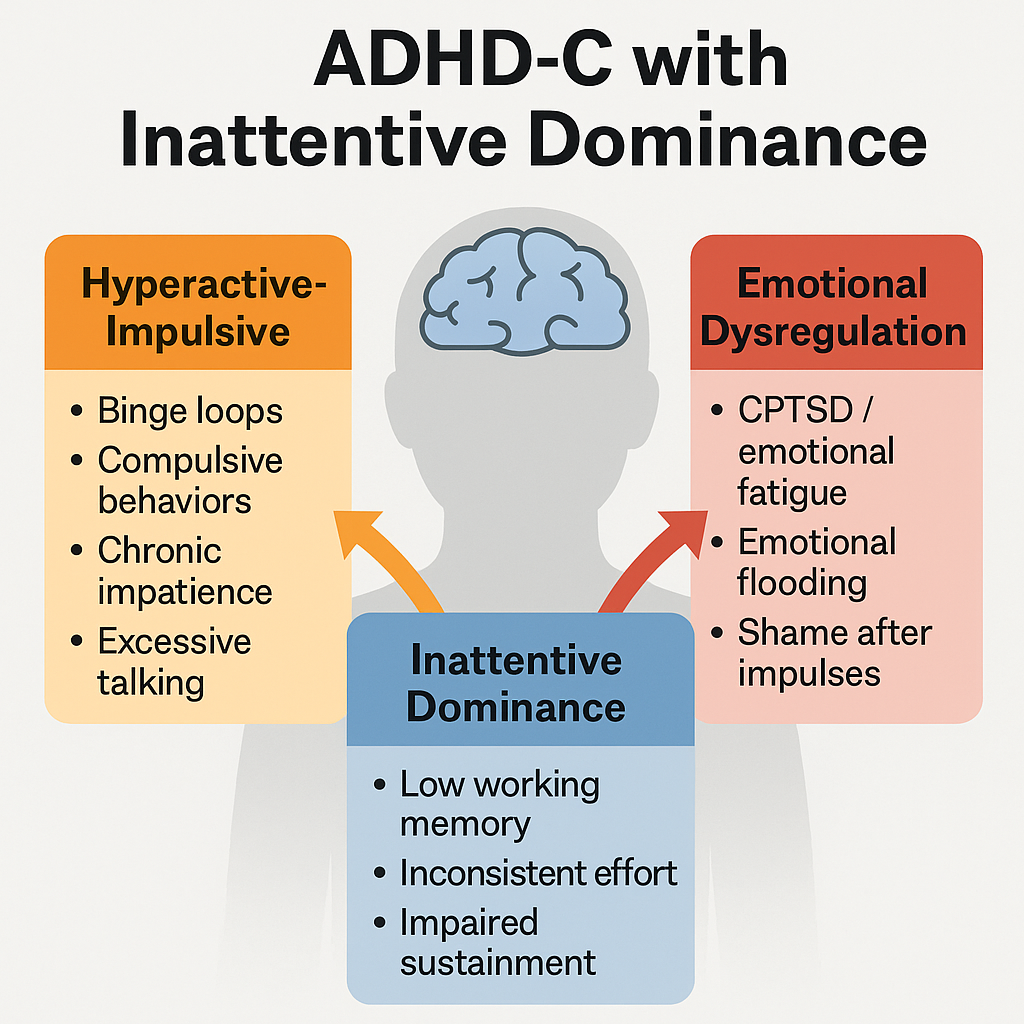 ADHD-C with
Inattentive Dominance
Hyperactive-
Impulsive
• Binge loops
• Compulsive
behaviors
• Chronic
impatience
• Excessive
talking
Emotional
Dysregulation
• CPTSD /
emotional
fatigue
• Emotional
flooding
• Shame after
impulses
Inattentive
Dominance
• Low working
memory
• Inconsistent effort
• Impaired
sustainment